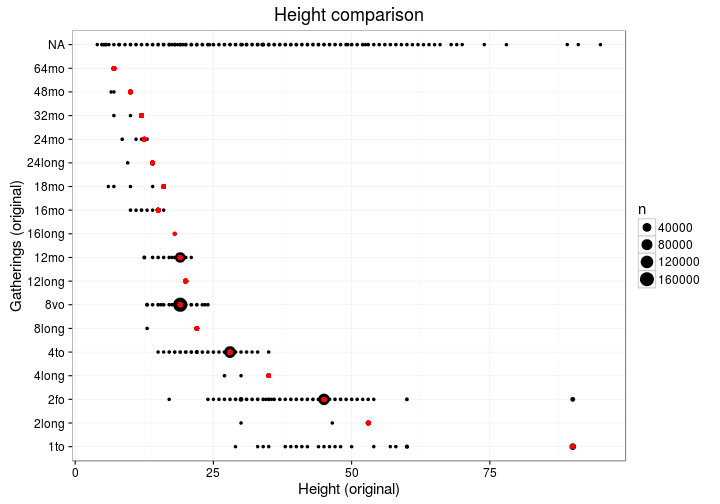 Height comparison
Gatherings (original)
NA
64mo
48mo
32mo
24mo
24long
18mo
16mo
16long
12mo
12long
8vo
8long
4to
4long
2fo
2long
1to
0
25
50
75
Height (original)
n
40000
80000
120000
160000